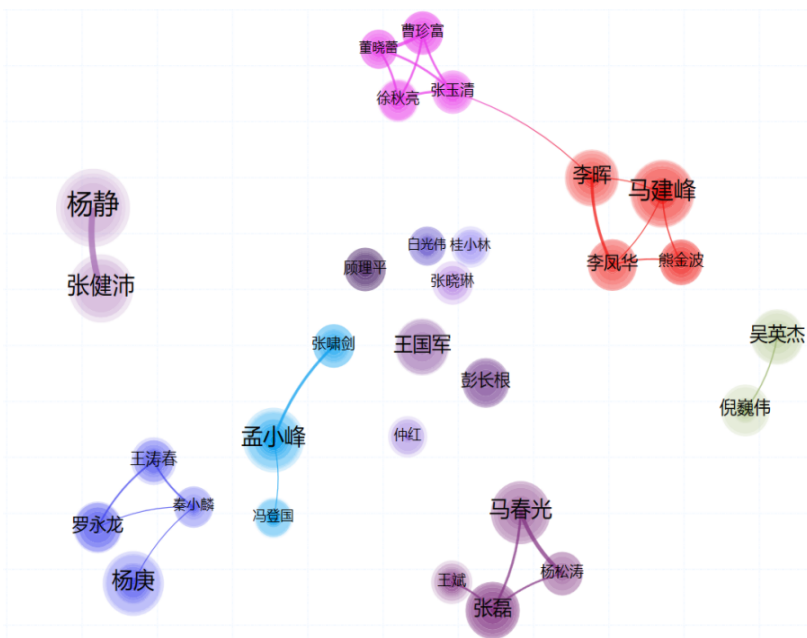 曹珍富
董晓蕾
徐秋亮
张玉清
李晖
马建峰
李凤华
熊金波
杨静
张健沛
白光伟
桂小林
顾理平
张晓琳
张啸剑
王国军
彭长根
吴英杰
倪巍伟
孟小峰
仲红
冯登国
王涛春
秦小麟
罗永龙
杨庚
马春光
王斌
杨松涛
张磊